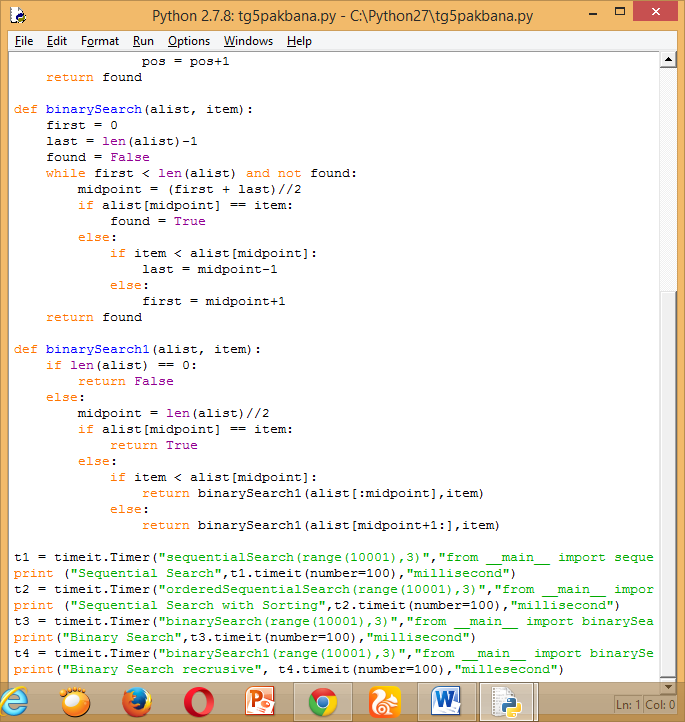 Python 2.7.8: tg5pakbana.py - C:\Python27\tg5pakbana.py
File Edit Format Run Options Windows Help
                pos = pos+1
    return found

def binarySearch(alist, item):
    first = 0
    last = len(alist)-1
    found = False
    while first < len(alist) and not found:
        midpoint = (first + last)//2
        if alist[midpoint] == item:
            found = True
        else:
            if item < alist[midpoint]:
                last = midpoint-1
            else:
                first = midpoint+1
    return found

def binarySearch1(alist, item):
    if len(alist) == 0:
        return False
    else:
        midpoint = len(alist)//2
        if alist[midpoint] == item:
            return True
        else:
            if item < alist[midpoint]:
                return binarySearch1(alist[:midpoint],item)
            else:
                return binarySearch1(alist[midpoint+1:],item)

t1 = timeit.Timer("sequentialSearch(range(10001),3)","from __main__ import seque
print ("Sequential Search",t1.timeit(number=100),"millisecond")
t2 = timeit.Timer("orderedSequentialSearch(range(10001),3)","from __main__ impor
print ("Sequential Search with Sorting",t2.timeit(number=100),"millisecond")
t3 = timeit.Timer("binarySearch(range(10001),3)","from __main__ import binarySea
print("Binary Search",t3.timeit(number=100),"millisecond")
t4 = timeit.Timer("binarySearch1(range(10001),3)","from __main__ import binarySe
print("Binary Search recrusive", t4.timeit(number=100),"millesecond")
Ln: 1 Col: 0